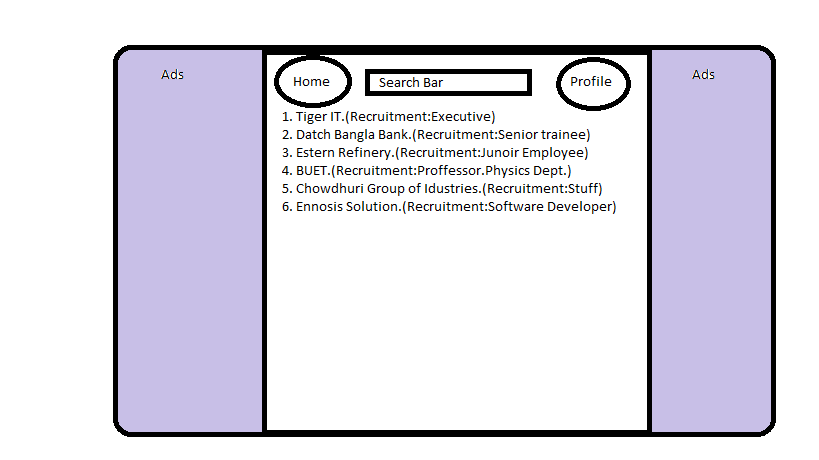 Ads
Home
Search Bar
Profile
Ads
1. Tiger IT.(Recruitment:Executive)
2. Datch Bangla Bank.(Recruitment:Senior trainee)
3. Estern Refinery.(Recruitment:Junoir Employee)
4. BUET.(Recruitment:Proffessor.Physics Dept.)
5. Chowdhuri Group of Idustries.(Recruitment:Stuff)
6. Ennosis Solution.(Recruitment:Software Developer)